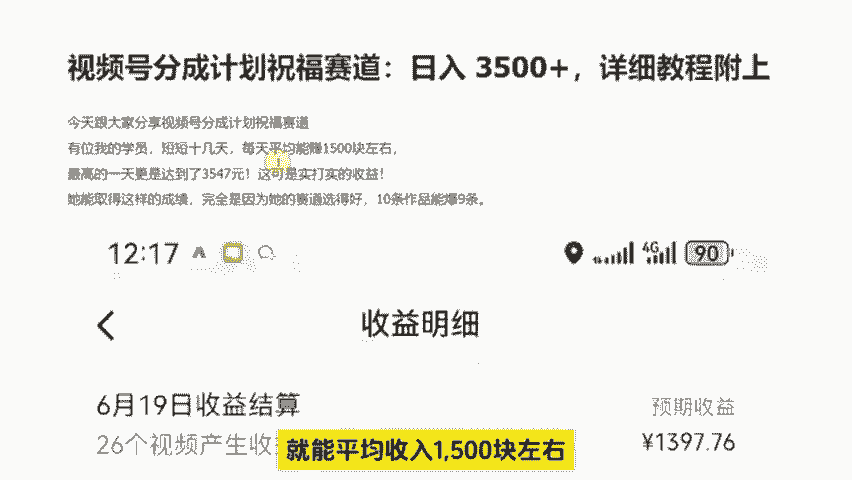 视频号分成计划祝福赛道：日入 3500+，详细教程附上
今天跟大家分享视频号分成计划祝福赛道
有位我的学员，短短十几天，每天平均能赚1500块左右，
最高的一天更是达到了3547元！这可是实打实的收益！
她能取得这样的成绩，完全是因为她的赛道选得好，10条作品能爆9条。
12:17 4G 90
收益明细
6月19日收益结算 预期收益
26个视频产生收 ¥1397.76
就能平均收入1,500块左右